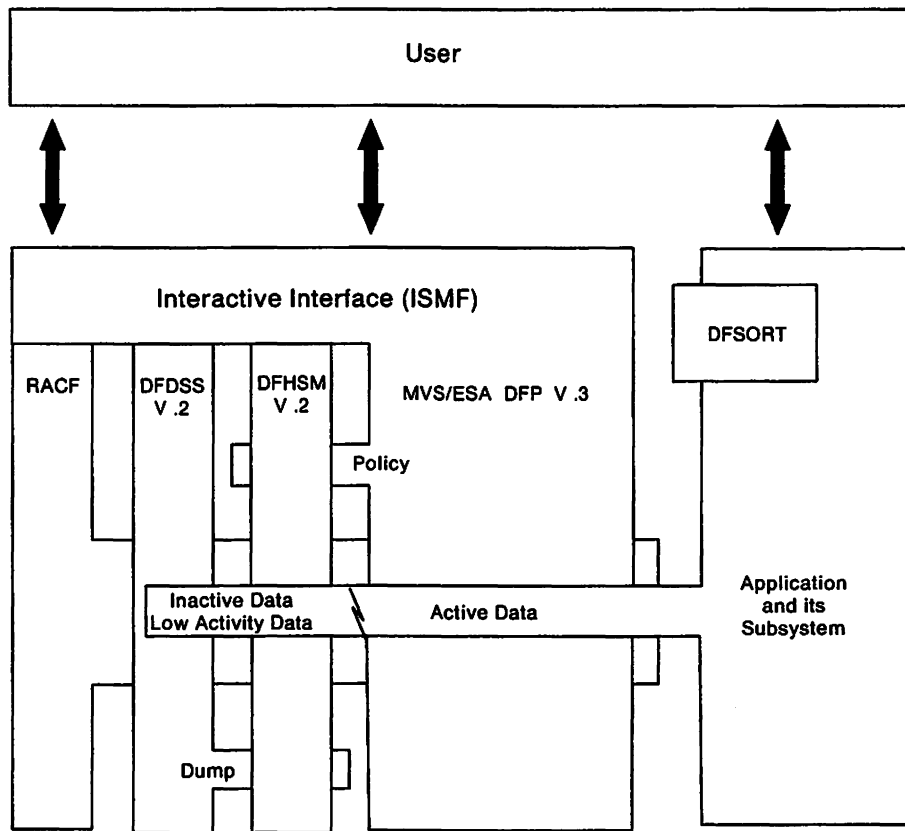 User
Interactive Interface (ISMF)
DFSORT
RACF
DFDSS
V .2
DFHSM
V .2
MVS/ESA DFP V .3
Policy
Inactive Data
Low Activity Data
Active Data
Application
and its
Subsystem
Dump